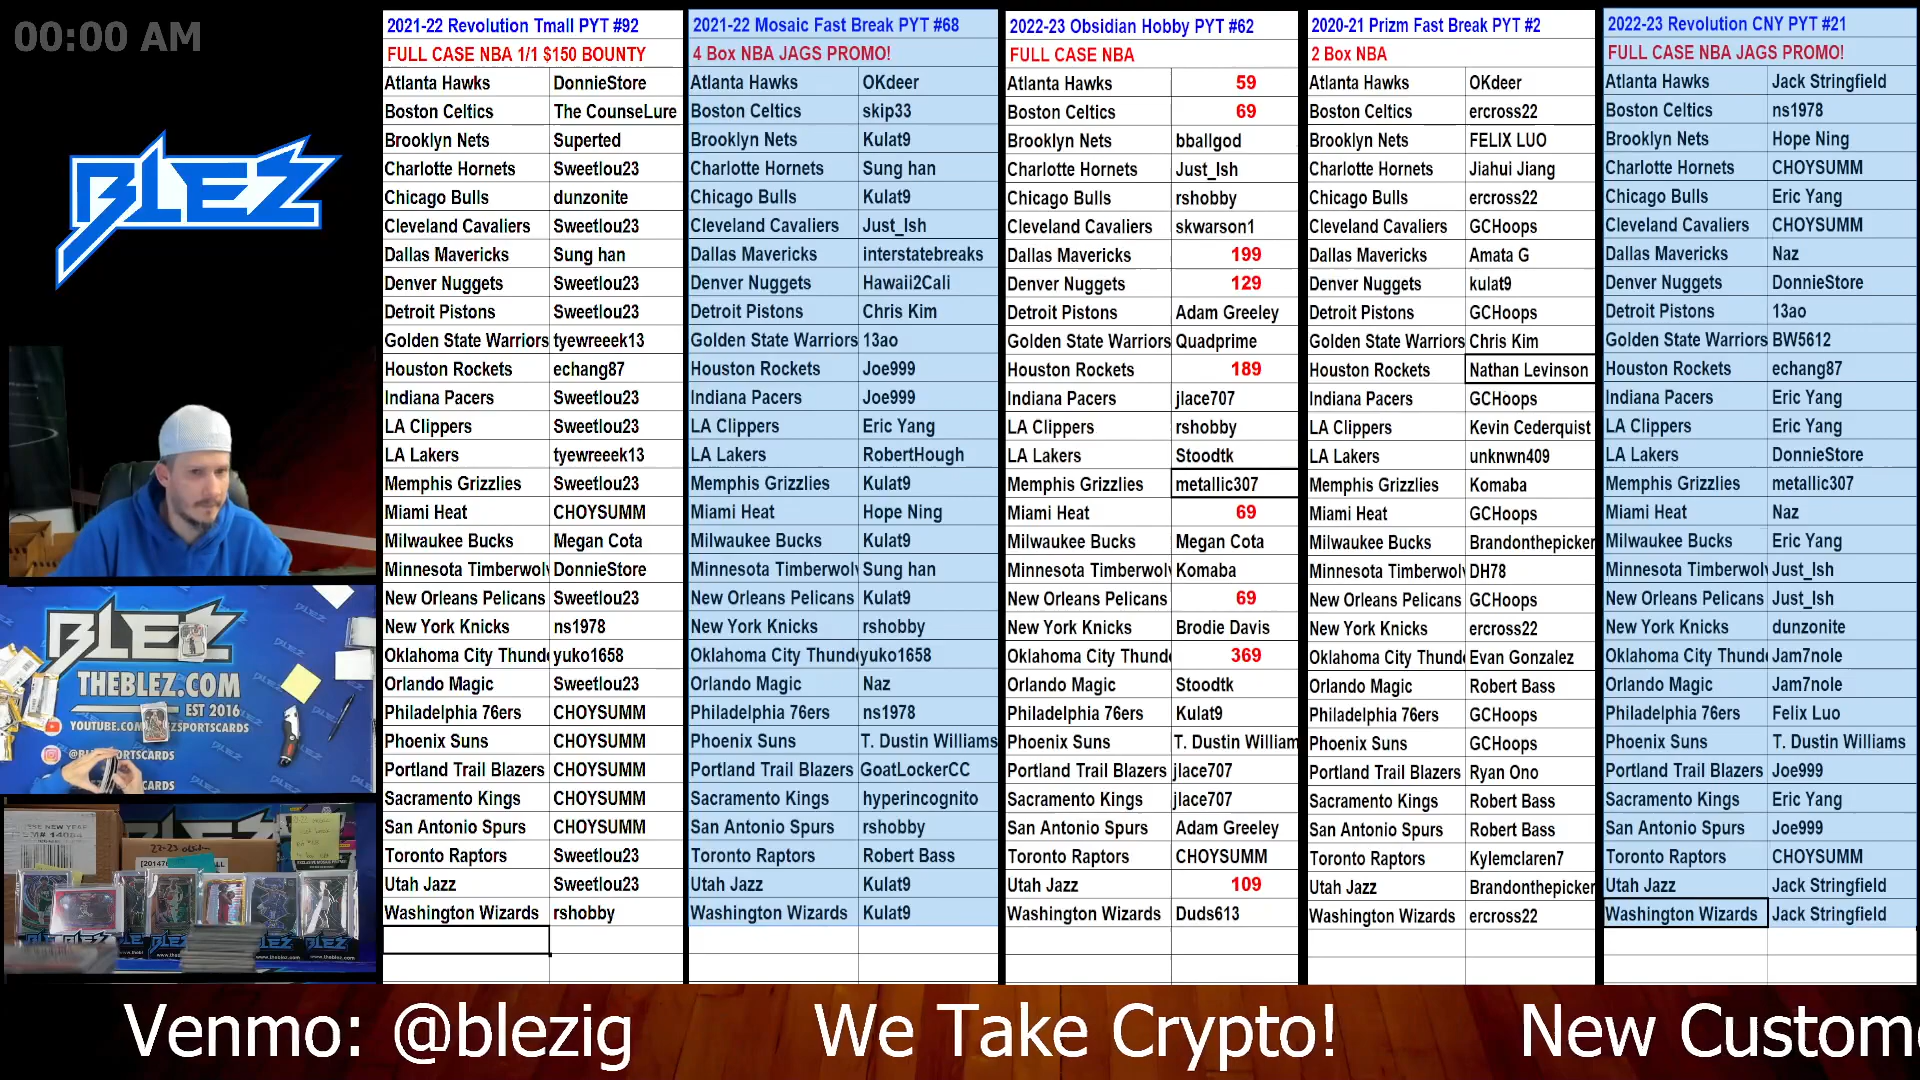 00:00 AM
BLEZ
2021-22 Revolution Tmall PYT #92
FULL CASE NBA 1/1 $150 BOUNTY
Atlanta Hawks DonnieStore
Boston Celtics The CounseLure
Brooklyn Nets Superted
Charlotte Hornets Sweetlou23
Chicago Bulls dunzonite
Cleveland Cavaliers Sweetlou23
Dallas Mavericks Sung han
Denver Nuggets Sweetlou23
Detroit Pistons Sweetlou23
Golden State Warriors tyewreeek13
Houston Rockets echang87
Indiana Pacers Sweetlou23
LA Clippers Sweetlou23
LA Lakers tyewreeek13
Memphis Grizzlies Sweetlou23
Miami Heat CHOYSUMM
Milwaukee Bucks Megan Cota
Minnesota Timberwolv DonnieStore
New Orleans Pelicans Sweetlou23
New York Knicks ns1978
Oklahoma City Thunde yuko1658
Orlando Magic Sweetlou23
Philadelphia 76ers CHOYSUMM
Phoenix Suns CHOYSUMM
Portland Trail Blazers CHOYSUMM
Sacramento Kings CHOYSUMM
San Antonio Spurs CHOYSUMM
Toronto Raptors Sweetlou23
Utah Jazz Sweetlou23
Washington Wizards rshobby
2021-22 Mosaic Fast Break PYT #68
4 Box NBA JAGS PROMO!
Atlanta Hawks OKdeer
Boston Celtics skip33
Brooklyn Nets Kulat9
Charlotte Hornets Sung han
Chicago Bulls Kulat9
Cleveland Cavaliers Just_Ish
Dallas Mavericks interstatebreaks
Denver Nuggets Hawaii2Cali
Detroit Pistons Chris Kim
Golden State Warriors 13ao
Houston Rockets Joe999
Indiana Pacers Joe999
LA Clippers Eric Yang
LA Lakers RobertHough
Memphis Grizzlies Kulat9
Miami Heat Hope Ning
Milwaukee Bucks Kulat9
Minnesota Timberwolv Sung han
New Orleans Pelicans Kulat9
New York Knicks rshobby
Oklahoma City Thunde yuko1658
Orlando Magic Naz
Philadelphia 76ers ns1978
Phoenix Suns T. Dustin Williams
Portland Trail Blazers GoatLockerCC
Sacramento Kings hyperincognito
San Antonio Spurs rshobby
Toronto Raptors Robert Bass
Utah Jazz Kulat9
Washington Wizards Kulat9
2022-23 Obsidian Hobby PYT #62
FULL CASE NBA
Atlanta Hawks 59
Boston Celtics 69
Brooklyn Nets bballgod
Charlotte Hornets Just_Ish
Chicago Bulls rshobby
Cleveland Cavaliers skwarson1
Dallas Mavericks 199
Denver Nuggets 129
Detroit Pistons Adam Greeley
Golden State Warriors Quadprime
Houston Rockets 189
Indiana Pacers jlace707
LA Clippers rshobby
LA Lakers Stoodtk
Memphis Grizzlies metallic307
Miami Heat 69
Milwaukee Bucks Megan Cota
Minnesota Timberwolv Komaba
New Orleans Pelicans 69
New York Knicks Brodie Davis
Oklahoma City Thunde 369
Orlando Magic Stoodtk
Philadelphia 76ers Kulat9
Phoenix Suns T. Dustin William
Portland Trail Blazers jlace707
Sacramento Kings jlace707
San Antonio Spurs Adam Greeley
Toronto Raptors CHOYSUMM
Utah Jazz 109
Washington Wizards Duds613
2020-21 Prizm Fast Break PYT #2
2 Box NBA
Atlanta Hawks OKdeer
Boston Celtics ercross22
Brooklyn Nets FELIX LUO
Charlotte Hornets Jiahui Jiang
Chicago Bulls ercross22
Cleveland Cavaliers GCHoops
Dallas Mavericks Amata G
Denver Nuggets kulat9
Detroit Pistons GCHoops
Golden State Warriors Chris Kim
Houston Rockets Nathan Levinson
Indiana Pacers GCHoops
LA Clippers Kevin Cederquist
LA Lakers unknwn409
Memphis Grizzlies Komaba
Miami Heat GCHoops
Milwaukee Bucks Brandonthepicker
Minnesota Timberwolv DH78
New Orleans Pelicans GCHoops
New York Knicks ercross22
Oklahoma City Thunde Evan Gonzalez
Orlando Magic Robert Bass
Philadelphia 76ers GCHoops
Phoenix Suns GCHoops
Portland Trail Blazers Ryan Ono
Sacramento Kings Robert Bass
San Antonio Spurs Robert Bass
Toronto Raptors Kylemclaren7
Utah Jazz Brandonthepicker
Washington Wizards ercross22
2022-23 Revolution CNY PYT #21
FULL CASE NBA JAGS PROMO!
Atlanta Hawks Jack Stringfield
Boston Celtics ns1978
Brooklyn Nets Hope Ning
Charlotte Hornets CHOYSUMM
Chicago Bulls Eric Yang
Cleveland Cavaliers CHOYSUMM
Dallas Mavericks Naz
Denver Nuggets DonnieStore
Detroit Pistons 13ao
Golden State Warriors BW5612
Houston Rockets echang87
Indiana Pacers Eric Yang
LA Clippers Eric Yang
LA Lakers DonnieStore
Memphis Grizzlies metallic307
Miami Heat Naz
Milwaukee Bucks Eric Yang
Minnesota Timberwolv Just_Ish
New Orleans Pelicans Just_Ish
New York Knicks dunzonite
Oklahoma City Thunde Jam7nole
Orlando Magic Jam7nole
Philadelphia 76ers Felix Luo
Phoenix Suns T. Dustin Williams
Portland Trail Blazers Joe999
Sacramento Kings Eric Yang
San Antonio Spurs Joe999
Toronto Raptors CHOYSUMM
Utah Jazz Jack Stringfield
Washington Wizards Jack Stringfield
BLEZ
THEBLEZ.COM
EST 2016
Venmo: @blezig We Take Crypto! New Custome